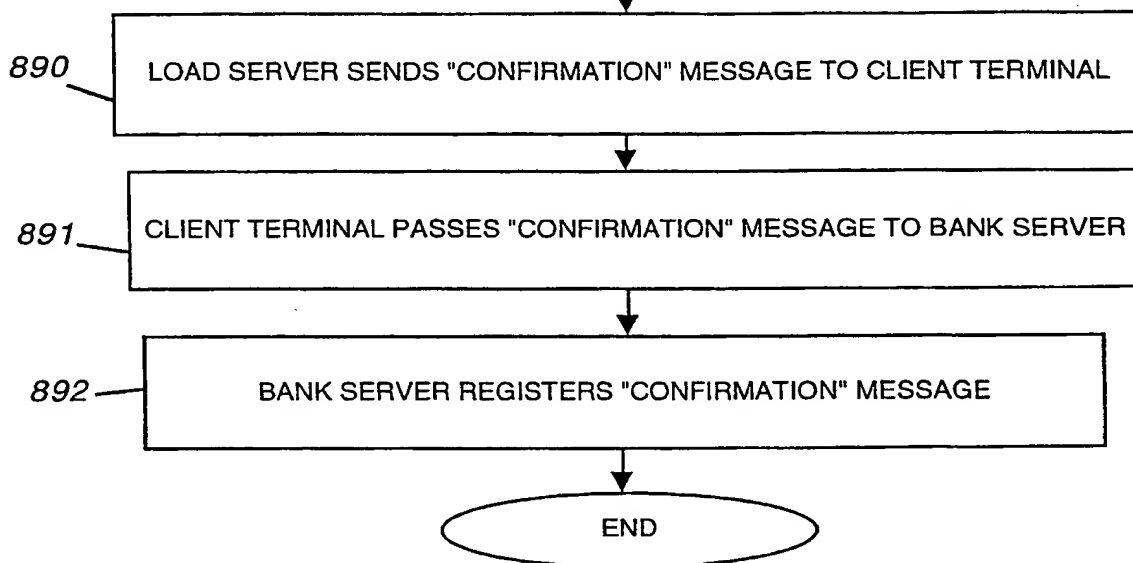 890
LOAD SERVER SENDS "CONFIRMATION" MESSAGE TO CLIENT TERMINAL
891
CLIENT TERMINAL PASSES "CONFIRMATION" MESSAGE TO BANK SERVER
892
BANK SERVER REGISTERS "CONFIRMATION" MESSAGE
END